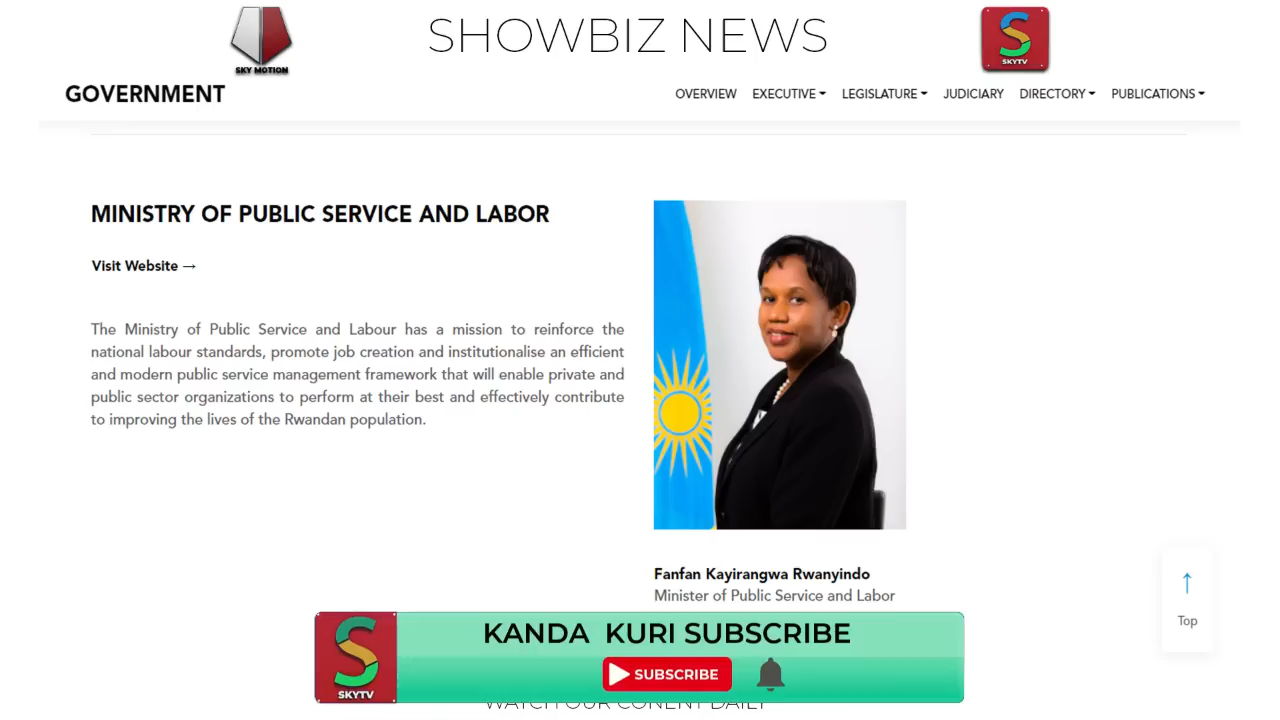 SHOWBIZ NEWS
SKY MOTION
SKYTV
GOVERNMENT
OVERVIEW EXECUTIVE LEGISLATURE JUDICIARY DIRECTORY PUBLICATIONS
MINISTRY OF PUBLIC SERVICE AND LABOR
Visit Website →
The Ministry of Public Service and Labour has a mission to reinforce the
national labour standards, promote job creation and institutionalise an efficient
and modern public service management framework that will enable private and
public sector organizations to perform at their best and effectively contribute
to improving the lives of the Rwandan population.
Fanfan Kayirangwa Rwanyindo
Minister of Public Service and Labor
↑
Top
KANDA KURI SUBSCRIBE
SUBSCRIBE
SKYTV
WATCH OUR CONENT DAILY